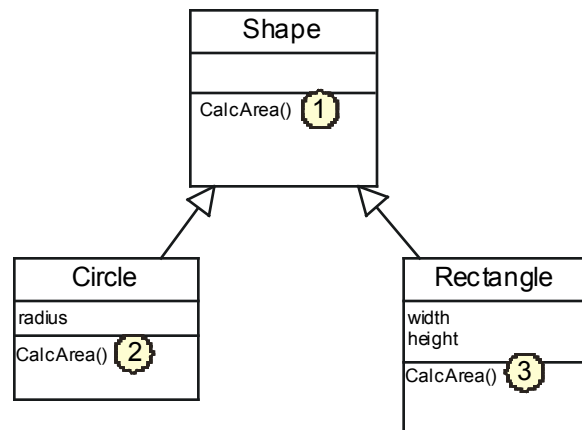 Shape
CalcArea() 1
Circle
radius
CalcArea() 2
Rectangle
width
height
CalcArea() 3